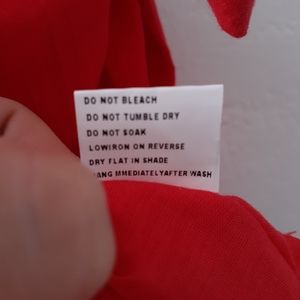 DO NOT BLEACH
DO NOT TUMBLE DRY
DO NOT SOAK
LOWIRON ON REVERSE
DRY FLAT IN SHADE
HANG MMEDIATELYAFTER WASH